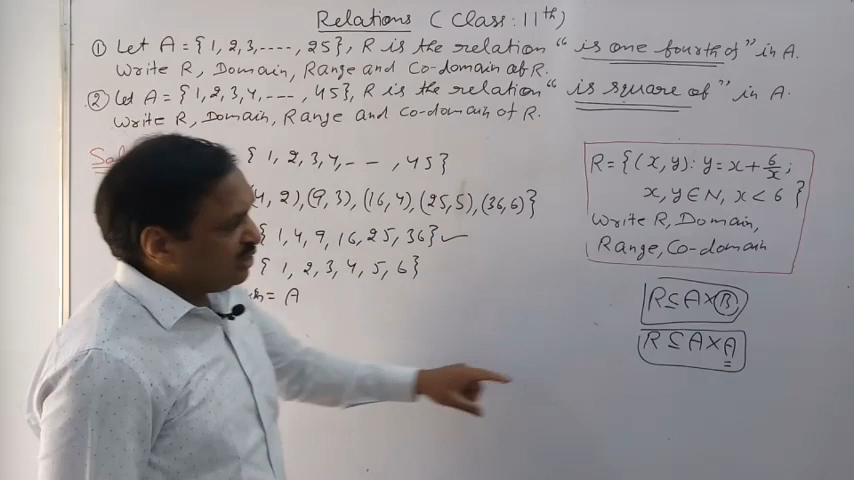 Relations (Class: 11th)
① Let A = {1, 2, 3, ----, 25}, R is the relation "is one fourth of" in A.
Write R, Domain, Range and Co-domain of R.
② Let A = {1, 2, 3, 4, ---, 45}, R is the relation "is square of" in A.
Write R, Domain, Range and Co-domain of R.
{1, 2, 3, 4, - - , 45}
(4, 2), (9, 3), (16, 4), (25, 5), (36, 6)}
{1, 4, 9, 16, 25, 36} ✓
{1, 2, 3, 4, 5, 6}
= A
R = {(x, y): y = x + 6/x;
x, y ∈ N, x < 6}
Write R, Domain,
Range, Co-domain
R ⊆ A × B
R ⊆ A × A